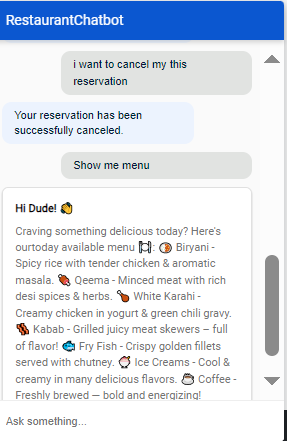 RestaurantChatbot
i want to cancel my this
reservation
Your reservation has been
successfully canceled.
Show me menu
Hi Dude! 👏
Craving something delicious today? Here's
ourtoday available menu 🍽️: 🍛 Biryani -
Spicy rice with tender chicken & aromatic
masala. 🍖 Qeema - Minced meat with rich
desi spices & herbs. 🍗 White Karahi -
Creamy chicken in yogurt & green chili gravy.
🥓 Kabab - Grilled juicy meat skewers – full
of flavor! 🐟 Fry Fish - Crispy golden fillets
served with chutney. 🍨 Ice Creams - Cool &
creamy in many delicious flavors. ☕ Coffee -
Freshly brewed — bold and energizing!
Ask something...